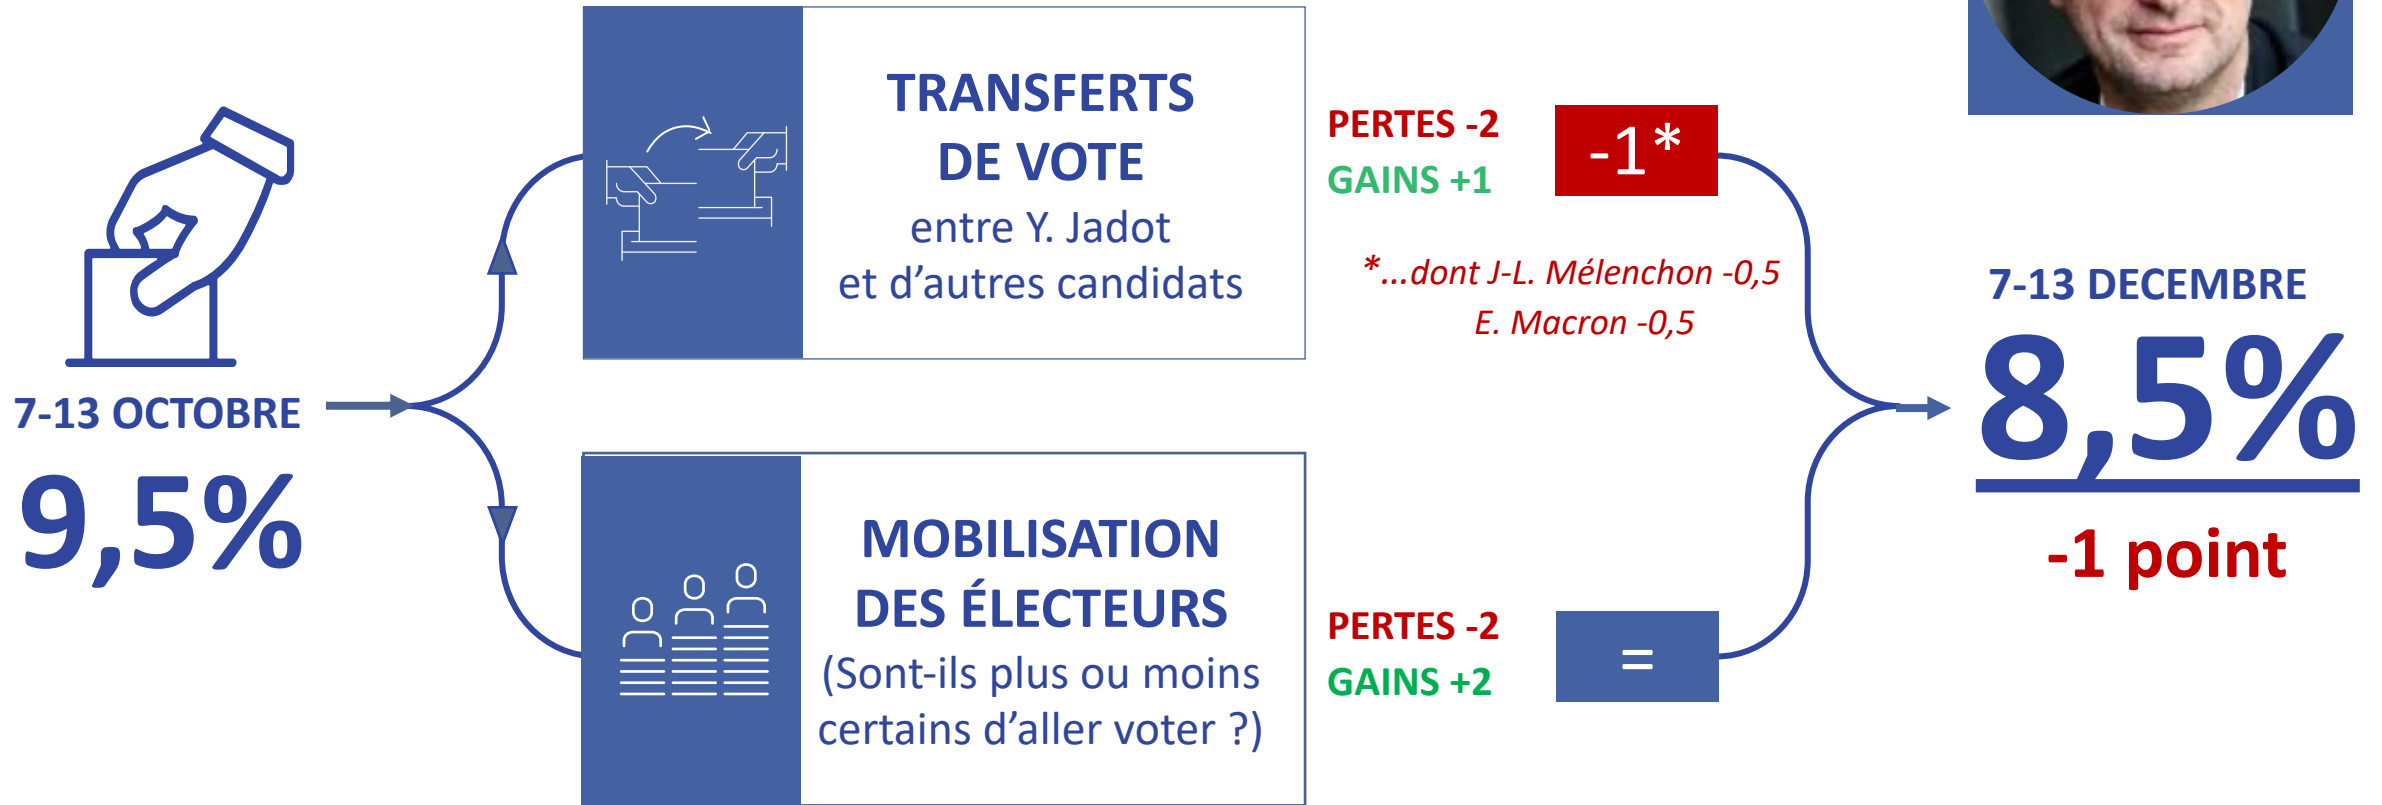 7-13 OCTOBRE
9,5%
TRANSFERTS
DE VOTE
entre Y. Jadot
et d’autres candidats
PERTES -2
GAINS +1
-1*
*...dont J-L. Mélenchon -0,5
E. Macron -0,5
MOBILISATION
DES ÉLECTEURS
(Sont-ils plus ou moins
certains d’aller voter ?)
PERTES -2
GAINS +2
=
7-13 DECEMBRE
8,5%
-1 point